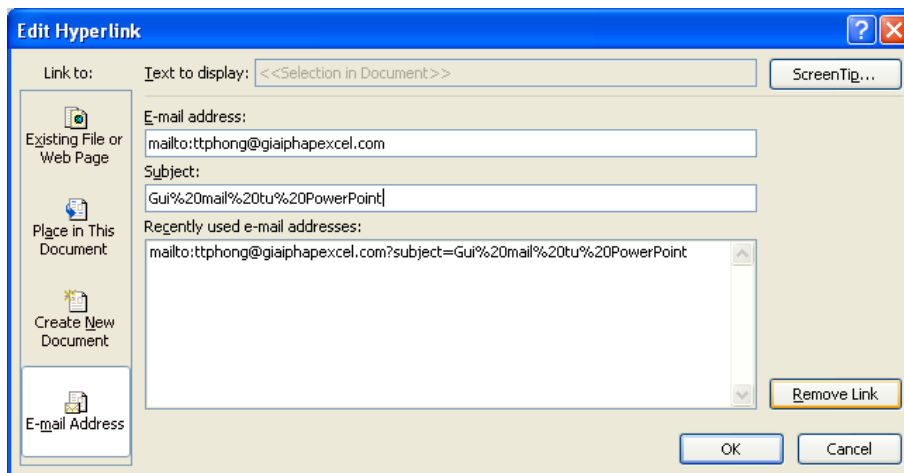 Edit Hyperlink
Link to:
Text to display: <<Selection in Document>>
ScreenTip...
Existing File or
Web Page
Place in This
Document
Create New
Document
E-mail Address
E-mail address:
mailto:ttphong@giaiphapexcel.com
Subject:
Gui%20mail%20tu%20PowerPoint
Recently used e-mail addresses:
mailto:ttphong@giaiphapexcel.com?subject=Gui%20mail%20tu%20PowerPoint
Remove Link
OK
Cancel